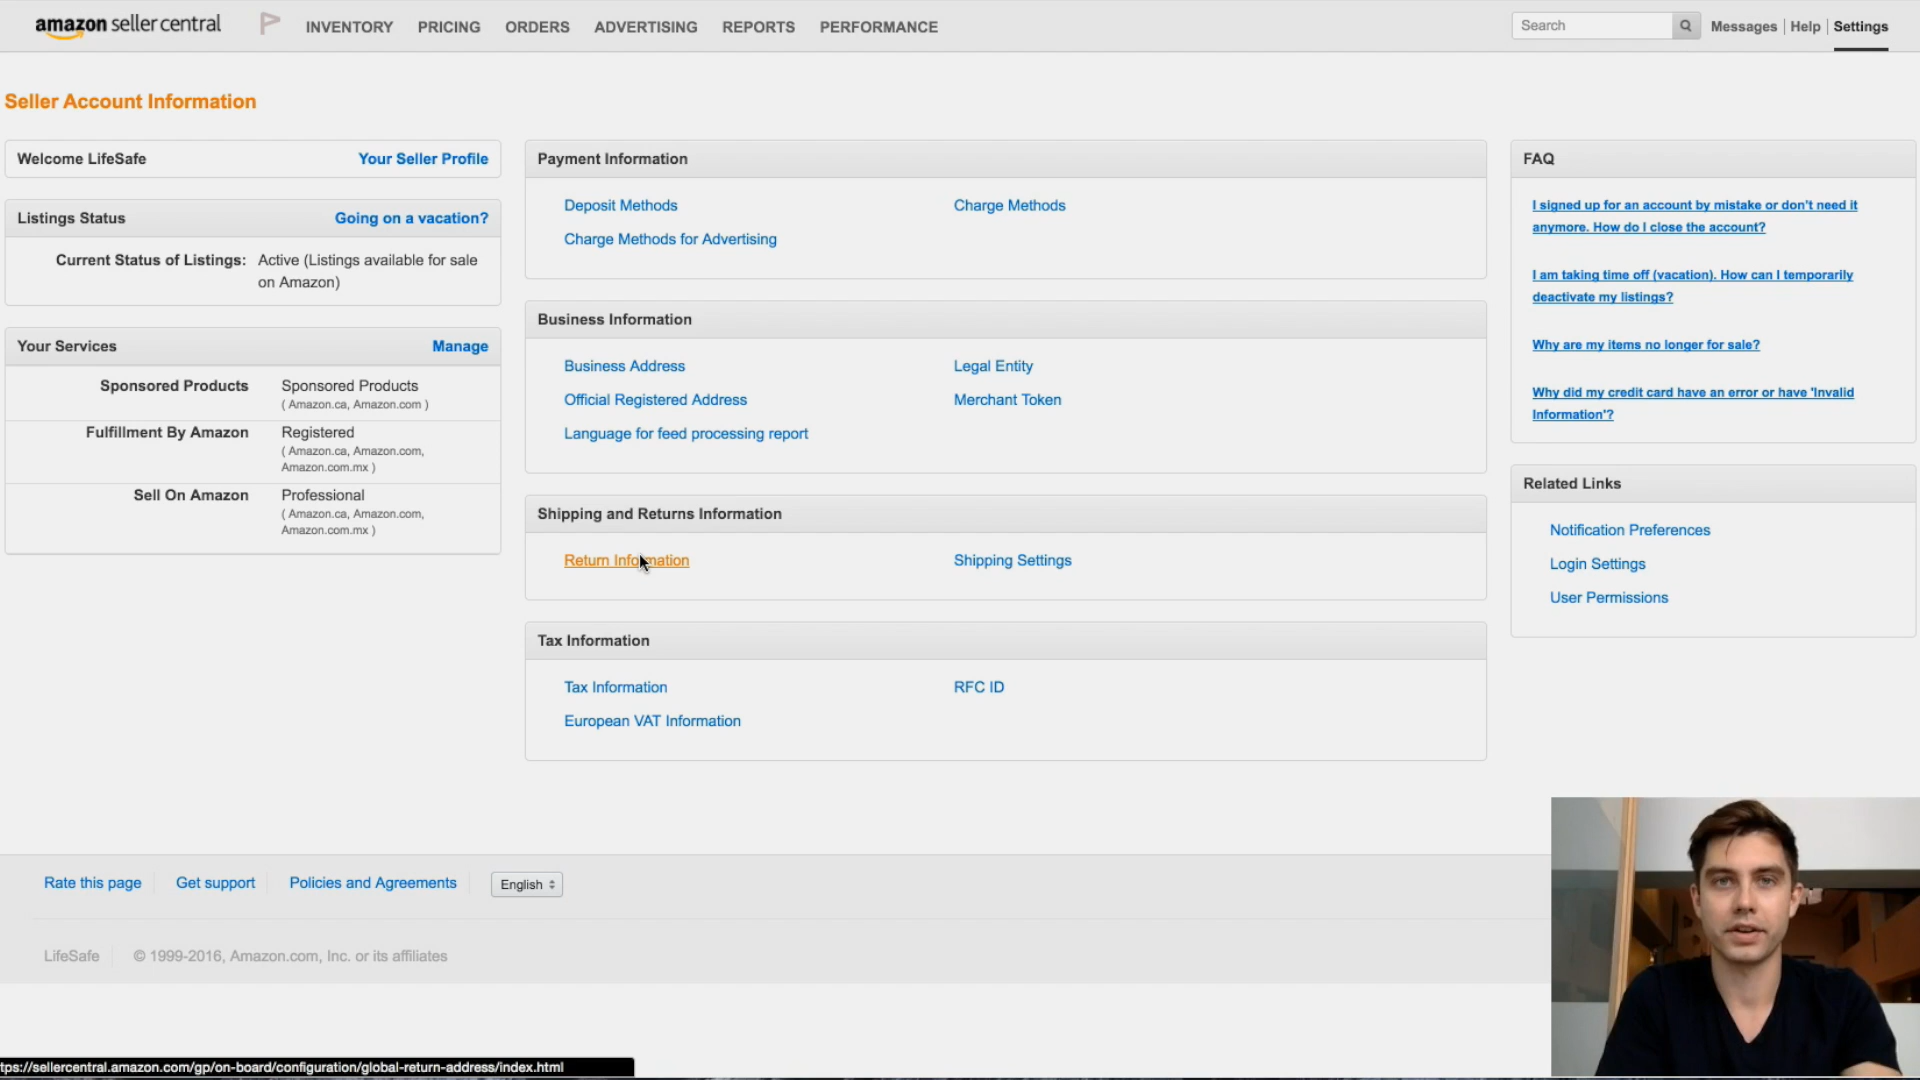 amazon seller central
INVENTORY
PRICING
ORDERS
ADVERTISING
REPORTS
PERFORMANCE
Search
Messages
Help
Settings
Seller Account Information
Welcome LifeSafe
Your Seller Profile
Listings Status
Going on a vacation?
Current Status of Listings:
Active (Listings available for sale
on Amazon)
Your Services
Manage
Sponsored Products
Sponsored Products
( Amazon.ca, Amazon.com )
Fulfillment By Amazon
Registered
( Amazon.ca, Amazon.com,
Amazon.com.mx )
Sell On Amazon
Professional
( Amazon.ca, Amazon.com,
Amazon.com.mx )
Payment Information
Deposit Methods
Charge Methods
Charge Methods for Advertising
Business Information
Business Address
Legal Entity
Official Registered Address
Merchant Token
Language for feed processing report
Shipping and Returns Information
Return Information
Shipping Settings
Tax Information
Tax Information
RFC ID
European VAT Information
FAQ
I signed up for an account by mistake or don't need it
anymore. How do I close the account?
I am taking time off (vacation). How can I temporarily
deactivate my listings?
Why are my items no longer for sale?
Why did my credit card have an error or have 'Invalid
Information'?
Related Links
Notification Preferences
Login Settings
User Permissions
Rate this page
Get support
Policies and Agreements
English
LifeSafe
© 1999-2016, Amazon.com, Inc. or its affiliates
tps://sellercentral.amazon.com/gp/on-board/configuration/global-return-address/index.html